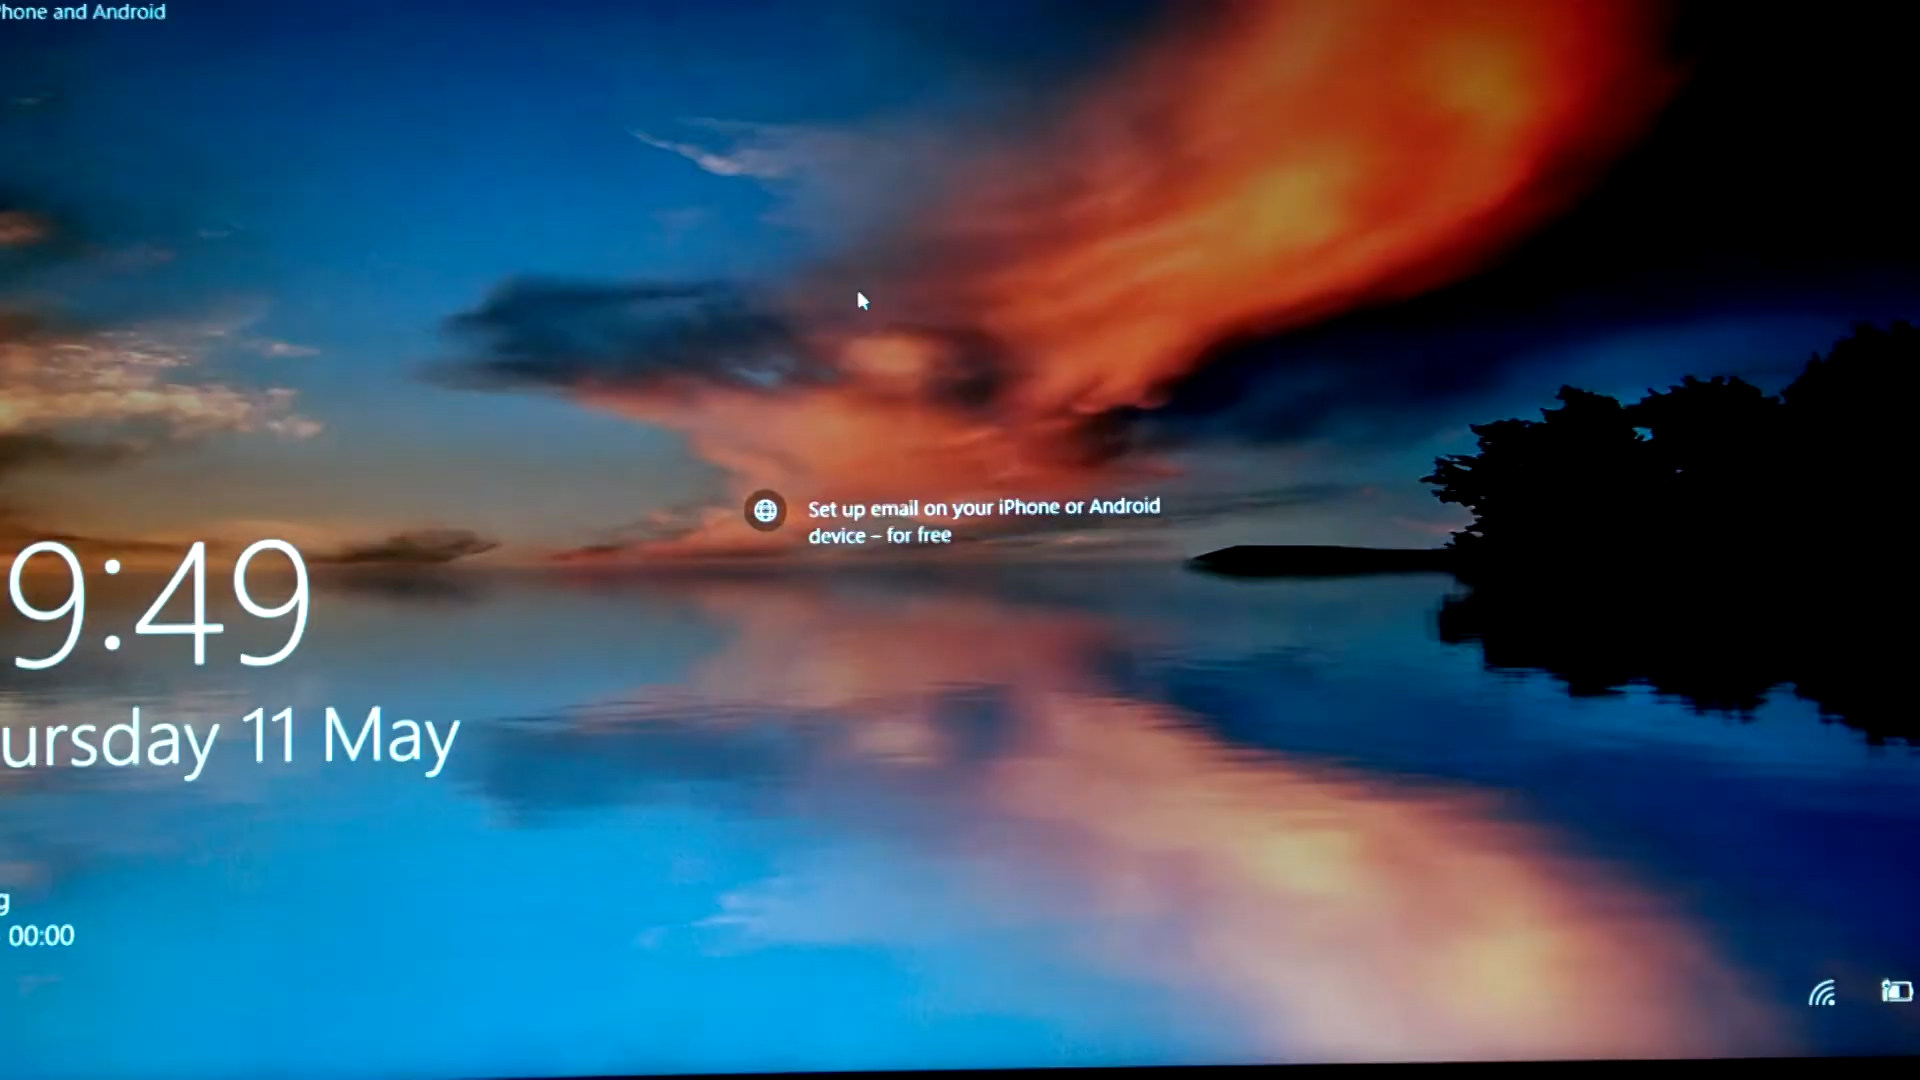 hone and Android
Set up email on your iPhone or Android
device – for free
9:49
ursday 11 May
g
00:00